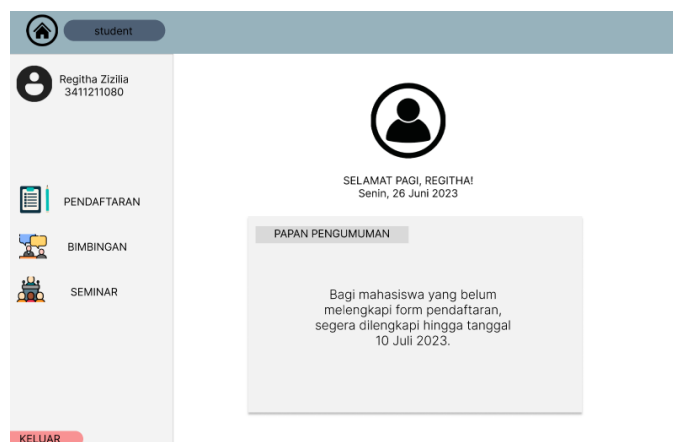 student
Regitha Zizilia
3411211080
PENDAFTARAN
BIMBINGAN
SEMINAR
KELUAR
SELAMAT PAGI, REGITHA!
Senin, 26 Juni 2023
PAPAN PENGUMUMAN
Bagi mahasiswa yang belum
melengkapi form pendaftaran,
segera dilengkapi hingga tanggal
10 Juli 2023.